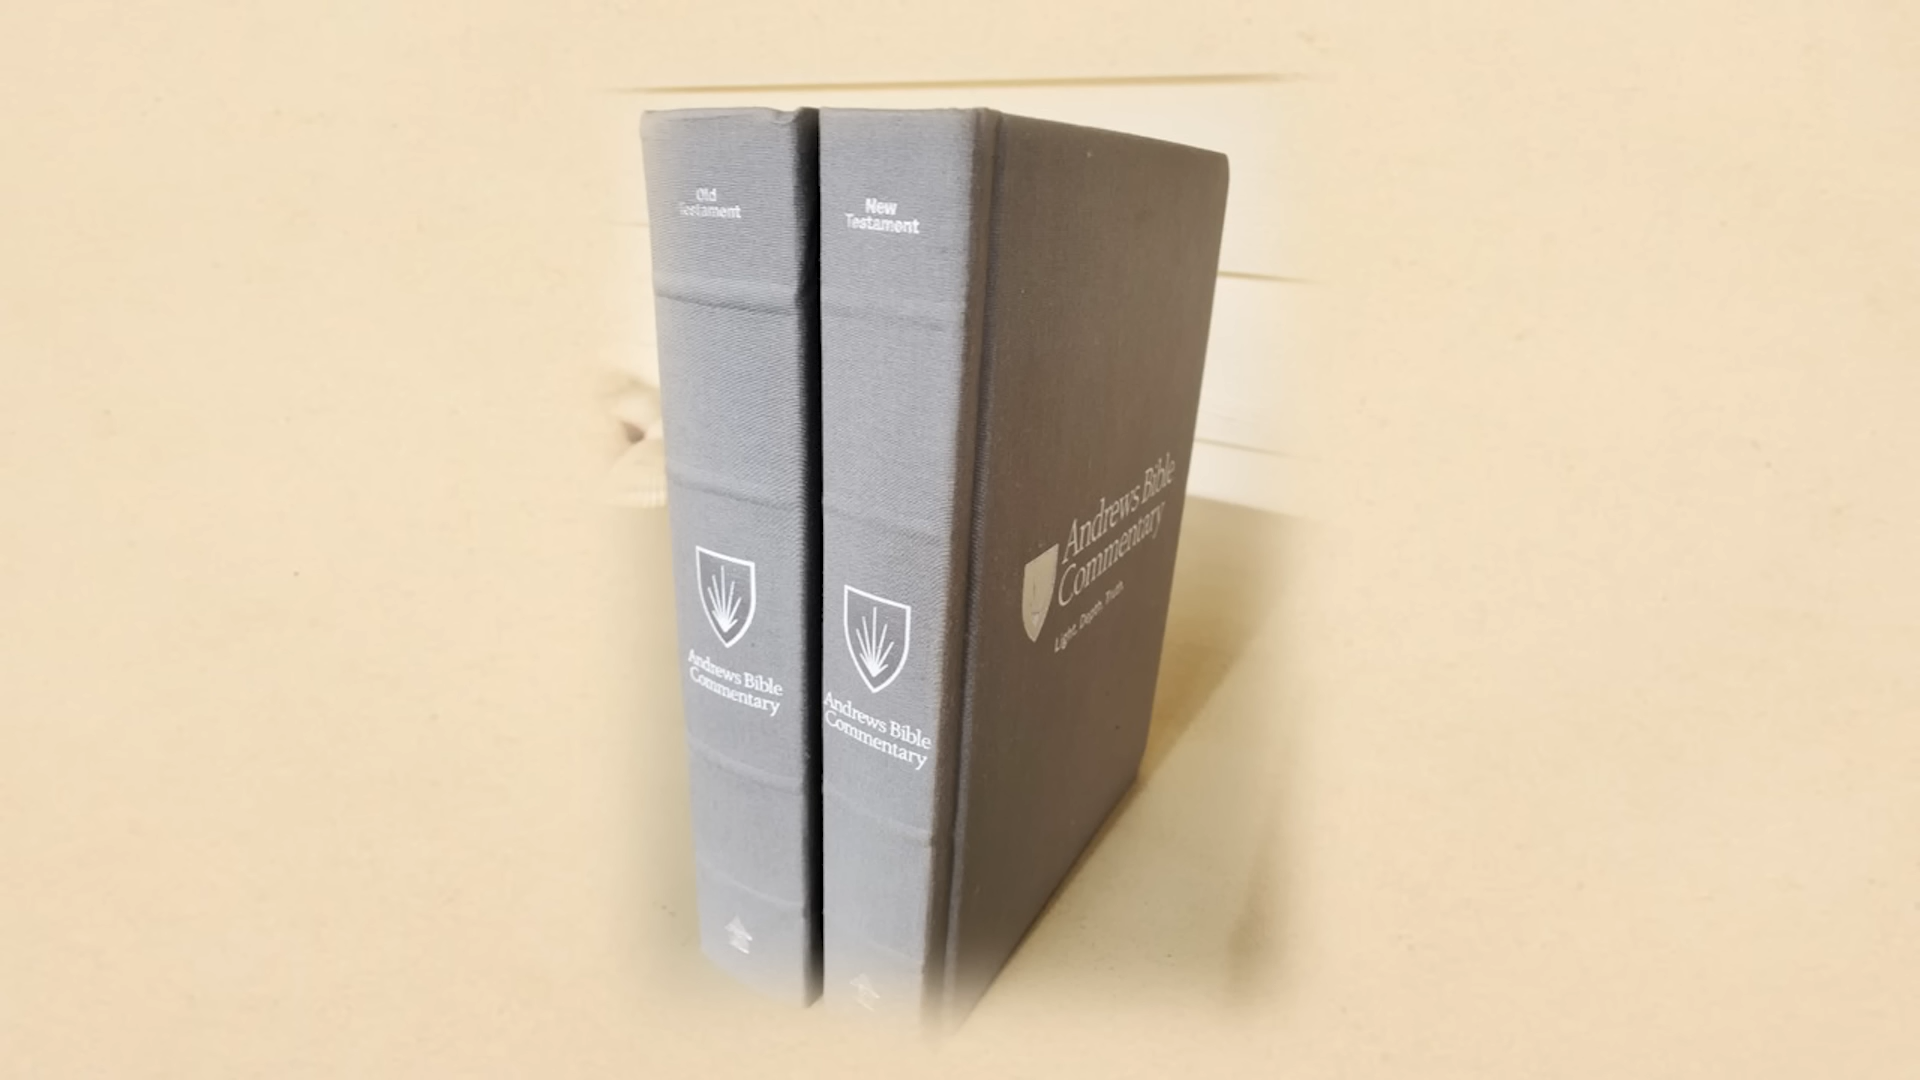 Old
Testament
Andrews Bible
Commentary
New
Testament
Andrews Bible
Commentary
Andrews Bible
Commentary
Light. Depth. Truth.